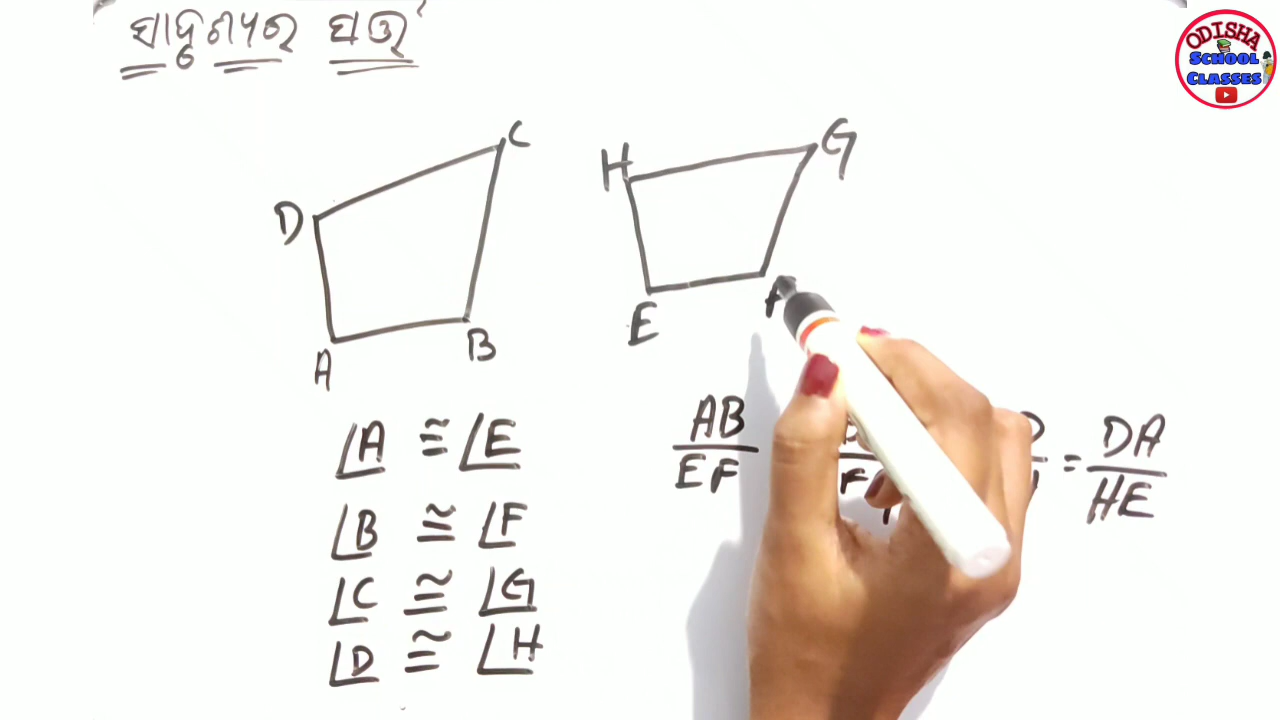 ସାଦୃଶ୍ୟର ସର୍ତ୍ତ
ODISHA
SCHOOL
CLASSES
C
H
G
D
E
A
B
∠A ≅ ∠E
∠B ≅ ∠F
∠C ≅ ∠G
∠D ≅ ∠H
AB
EF
= DA
HE